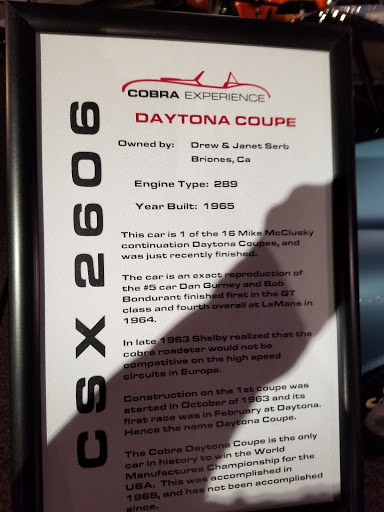 COBRA EXPERIENCE
DAYTONA COUPE
CSX 2606
Owned by: Drew & Janet Serb
Briones, Ca
Engine Type: 289
Year Built: 1965
This car is 1 of the 16 Mike McClusky
continuation Daytona Coupes, and
was just recently finished.
The car is an exact reproduction of
the #5 car Dan Gurney and Bob
Bondurant finished first in the GT
class and fourth overall at LeMans in
1964.
In late 1963 Shelby realized that the
cobra roadster would not be
competitive on the high speed
circuits in Europe.
Construction on the 1st coupe was
started in October of 1963 and its
first race was in February at Daytona.
Hence the name Daytona Coupe.
The Cobra Daytona Coupe is the only
car in history to win the World
Manufactures Championship for the
USA. This was accomplished in
1965, and has not been accomplished
since.